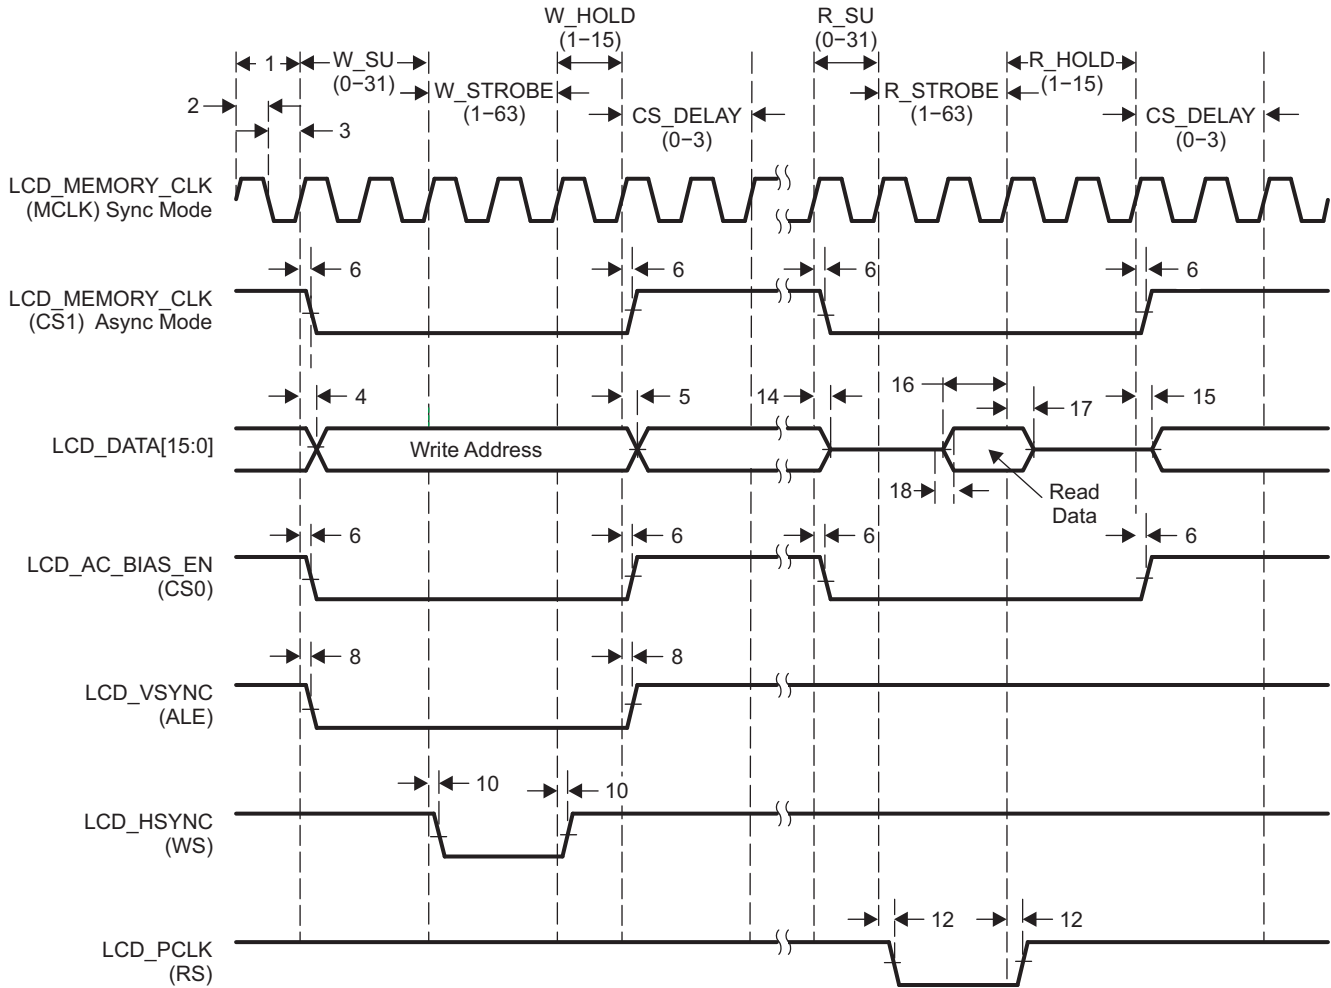 W_HOLD
(1−15)
R_SU
(0−31)
1
W_SU
(0−31)
R_HOLD
(1−15)
2
W_STROBE
(1−63)
R_STROBE
(1−63)
3
CS_DELAY
(0−3)
CS_DELAY
(0−3)
LCD_MEMORY_CLK
(MCLK) Sync Mode
6
6
6
6
LCD_MEMORY_CLK
(CS1) Async Mode
4
5
14
16
17
15
LCD_DATA[15:0]
Write Address
18
Read
Data
6
6
6
6
LCD_AC_BIAS_EN
(CS0)
8
8
LCD_VSYNC
(ALE)
10
10
LCD_HSYNC
(WS)
12
12
LCD_PCLK
(RS)